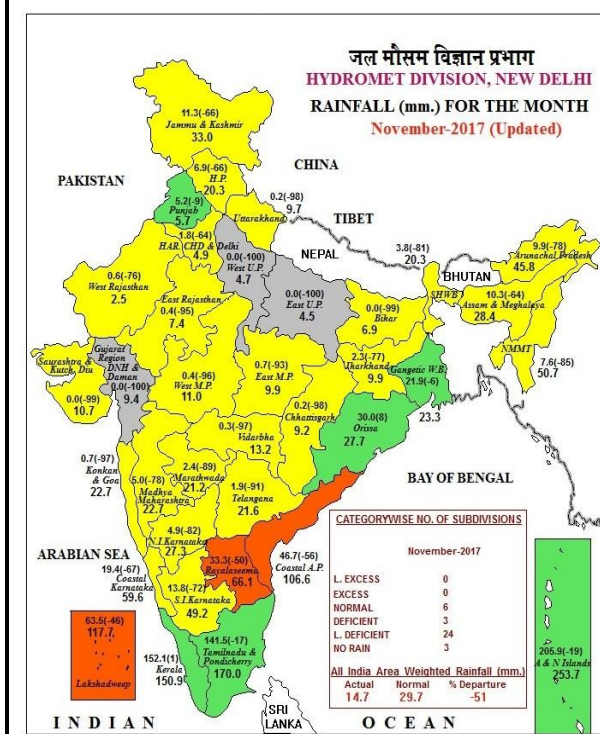 जल मौसम विज्ञान प्रभाग
HYDROMET DIVISION, NEW DELHI
RAINFALL (mm.) FOR THE MONTH
November-2017 (Updated)
11.3(-66)
Jammu & Kashmir
33.0
CHINA
6.9(-66)
H.P.
20.3
PAKISTAN
5.2(-9)
Punjab
5.7
0.2(-98)
9.7
Uttarakhand
TIBET
1.8(-64)
HAR. CHD & Delhi
4.9
NEPAL
0.0(-100)
West U.P.
4.7
3.8(-81)
20.3
SHWB
BHUTAN
9.9(-78)
Arunachal Pradesh
45.8
0.6(-76)
West Rajasthan
2.5
East Rajasthan
0.4(-95)
7.4
0.0(-100)
East U.P.
4.5
0.0(-99)
Bihar
6.9
10.3(-64)
Assam & Meghalaya
28.4
NMMT
7.6(-85)
50.7
Saurashtra &
Kutch, Diu
0.0(-99)
10.7
Gujarat
Region
DNH &
Daman
0.0(-100)
9.4
0.4(-96)
West M.P.
11.0
0.7(-93)
East M.P.
9.9
2.3(-77)
Jharkhand
9.9
Gangetic W.B.
21.9(-6)
23.3
0.2(-98)
Chhattisgarh
9.2
30.0(8)
Orissa
27.7
0.3(-97)
Vidarbha
13.2
0.7(-97)
Konkan
& Goa
22.7
5.0(-78)
Madhya
Maharashtra
22.7
2.4(-89)
Marathwada
21.2
1.9(-91)
Telangana
21.6
BAY OF BENGAL
ARABIAN SEA
4.9(-82)
N.I.Karnataka
27.3
19.4(-67)
Coastal
Karnataka
59.6
33.3(-50)
Rayalaseema
66.1
46.7(-56)
Coastal A.P.
106.6
13.8(-72)
S.I.Karnataka
49.2
63.5(-46)
117.7
Lakshadweep
152.1(1)
Kerala
150.9
141.5(-17)
Tamilnadu &
Pondicherry
170.0
CATEGORYWISE NO. OF SUBDIVISIONS
November-2017
L. EXCESS 0
EXCESS 0
NORMAL 6
DEFICIENT 3
L. DEFICIENT 24
NO RAIN 3
All India Area Weighted Rainfall (mm.)
Actual Normal % Departure
14.7 29.7 -51
205.9(-19)
A & N Islands
253.7
SRI
LANKA
INDIAN OCEAN